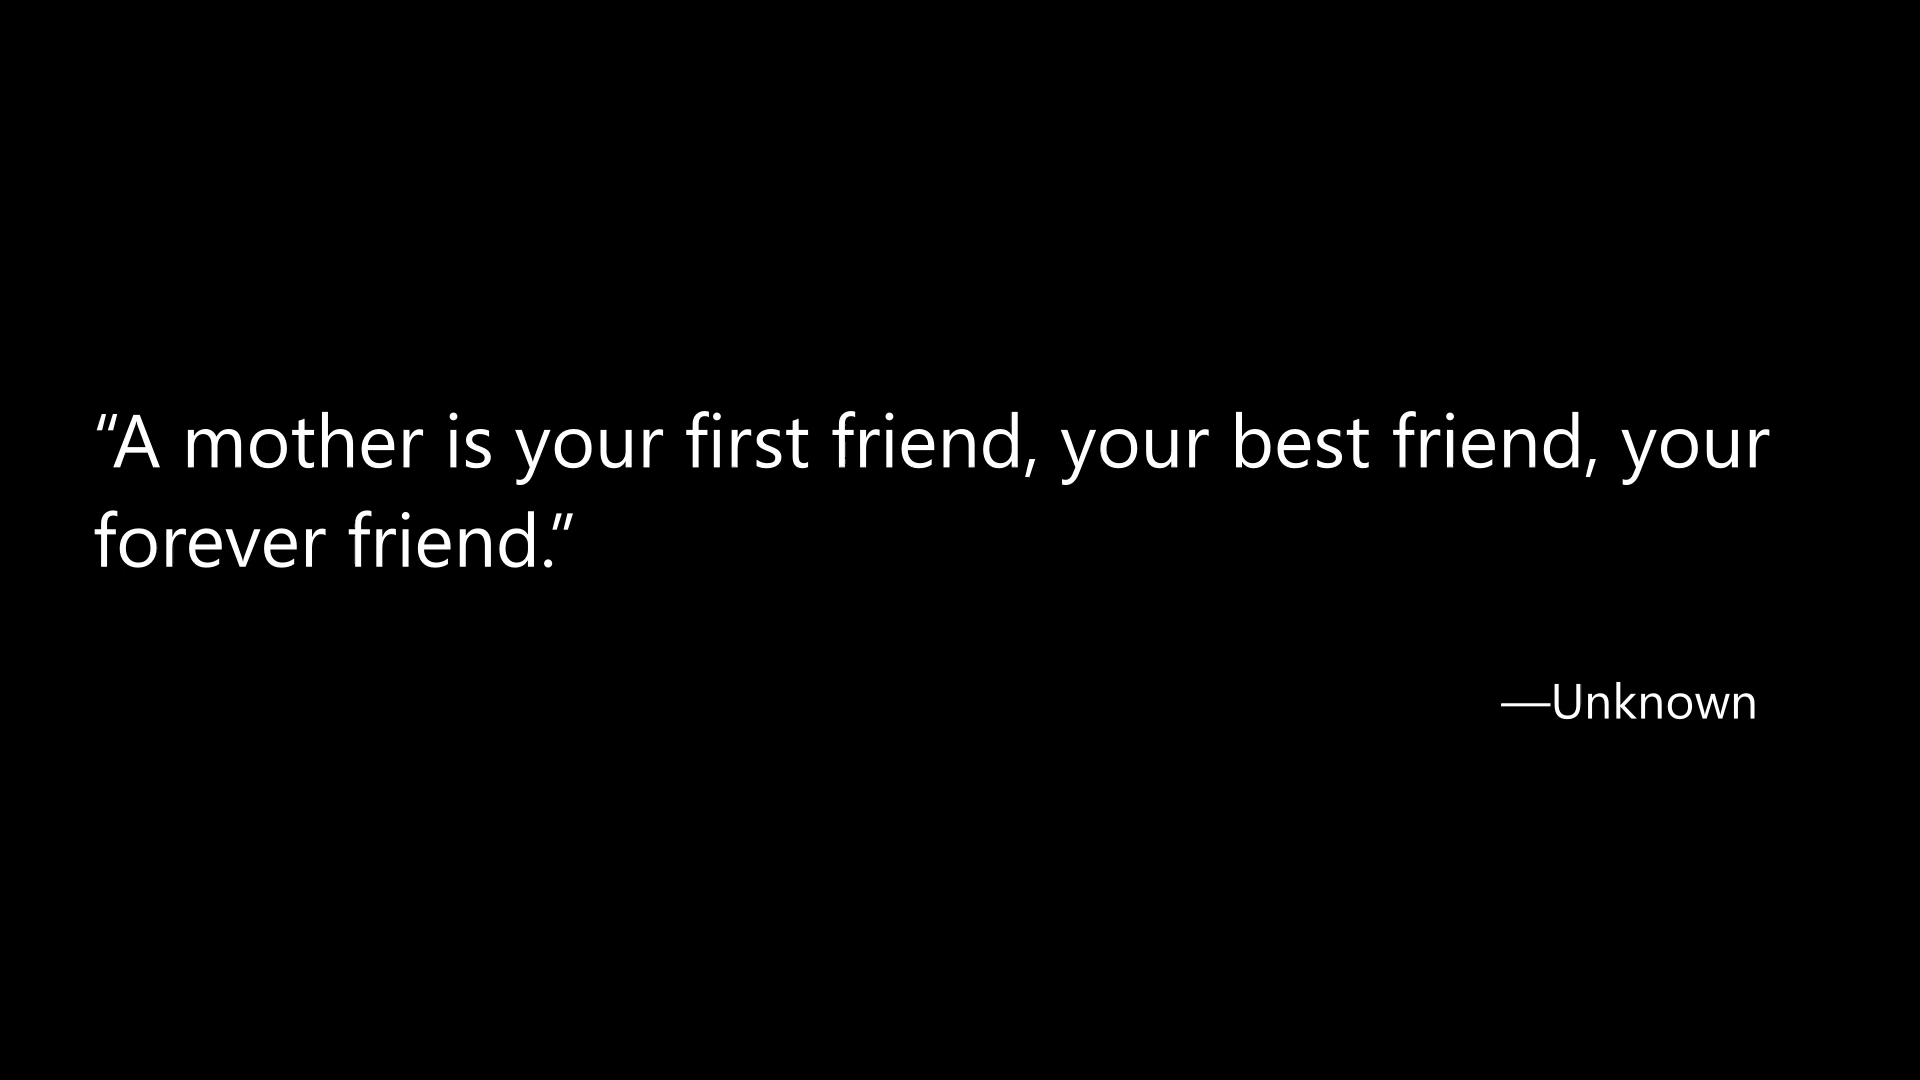 “A mother is your first friend, your best friend, your
forever friend.”
—Unknown